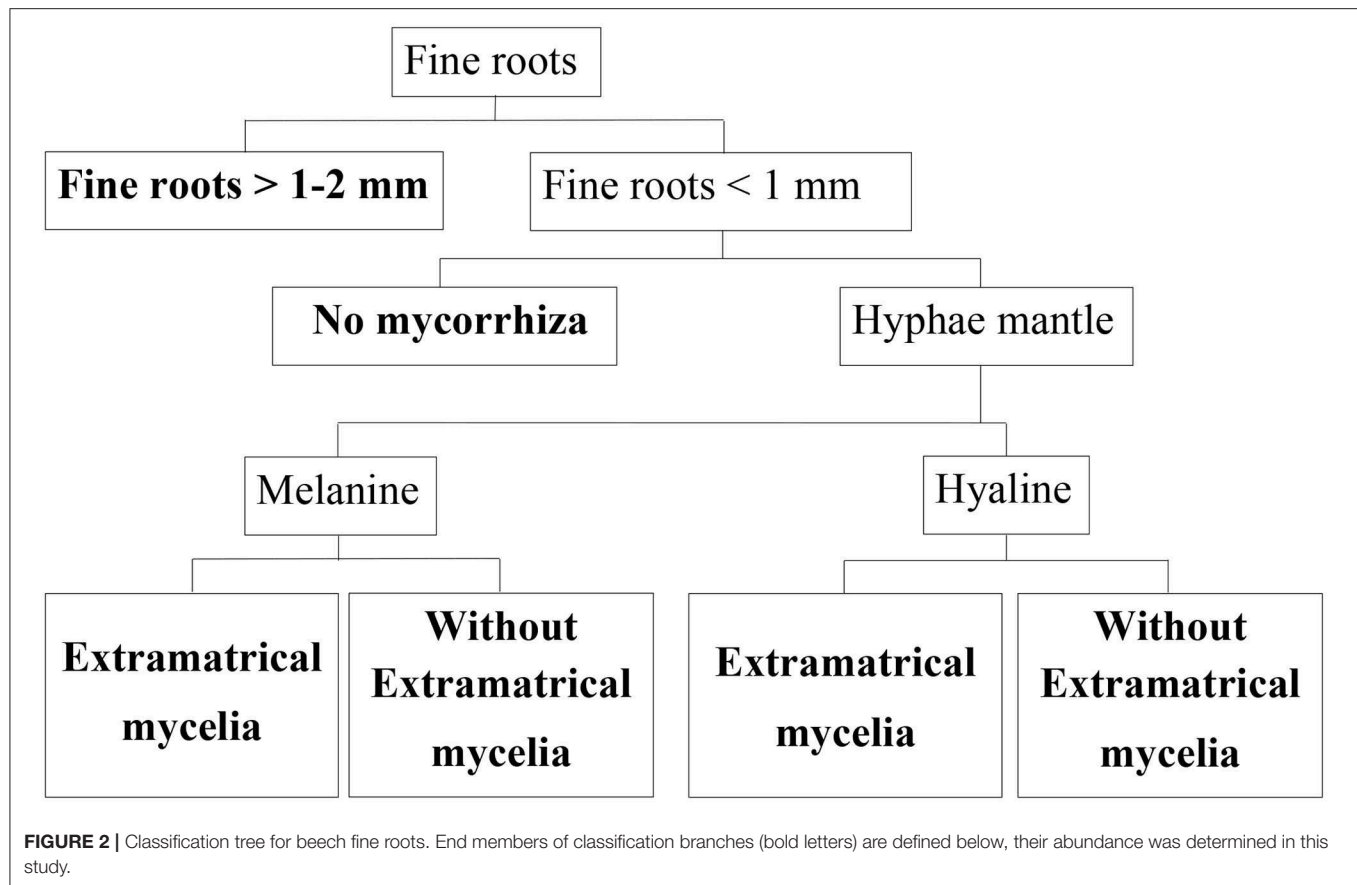 Fine roots
Fine roots > 1-2 mm
Fine roots < 1 mm
No mycorrhiza
Hyphae mantle
Melanine
Hyaline
Extramatrical
mycelia
Without
Extramatrical
mycelia
Extramatrical
mycelia
Without
Extramatrical
mycelia
FIGURE 2 | Classification tree for beech fine roots. End members of classification branches (bold letters) are defined below, their abundance was determined in this
study.